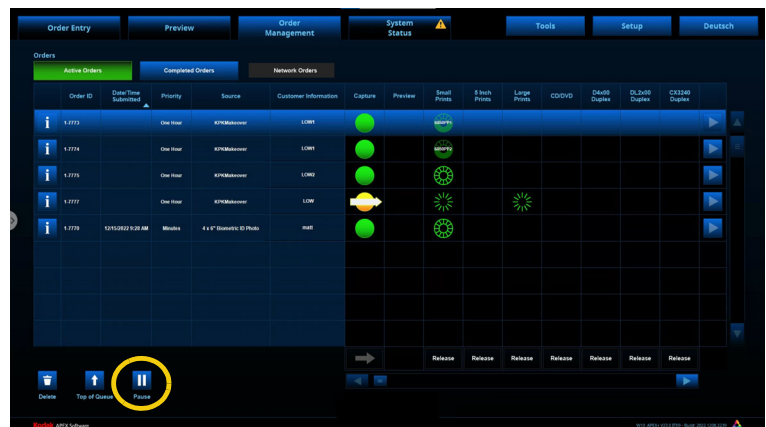 Order Entry
Preview
Order
Management
System
Status
Tools
Setup
Deutsch
Orders
Active Orders
Completed Orders
Network Orders
Order ID
Date/Time
Submitted
Priority
Source
Customer Information
Capture
Preview
Small
Prints
8 Inch
Prints
Large
Prints
CD/DVD
D4x00
Duplex
DL2x00
Duplex
CX3240
Duplex
i 1-7773 One Hour KPKMakeover LOW1
i 1-7774 One Hour KPKMakeover LOW1
i 1-7775 One Hour KPKMakeover LOW2
i 1-7777 One Hour KPKMakeover LOW
i 1-7778 12/15/2022 9:28 AM Minutes 4 x 6" Biometric ID Photo matl
Release Release Release Release Release Release Release
Delete
Top of Queue
Pause
Kodak APEX Software